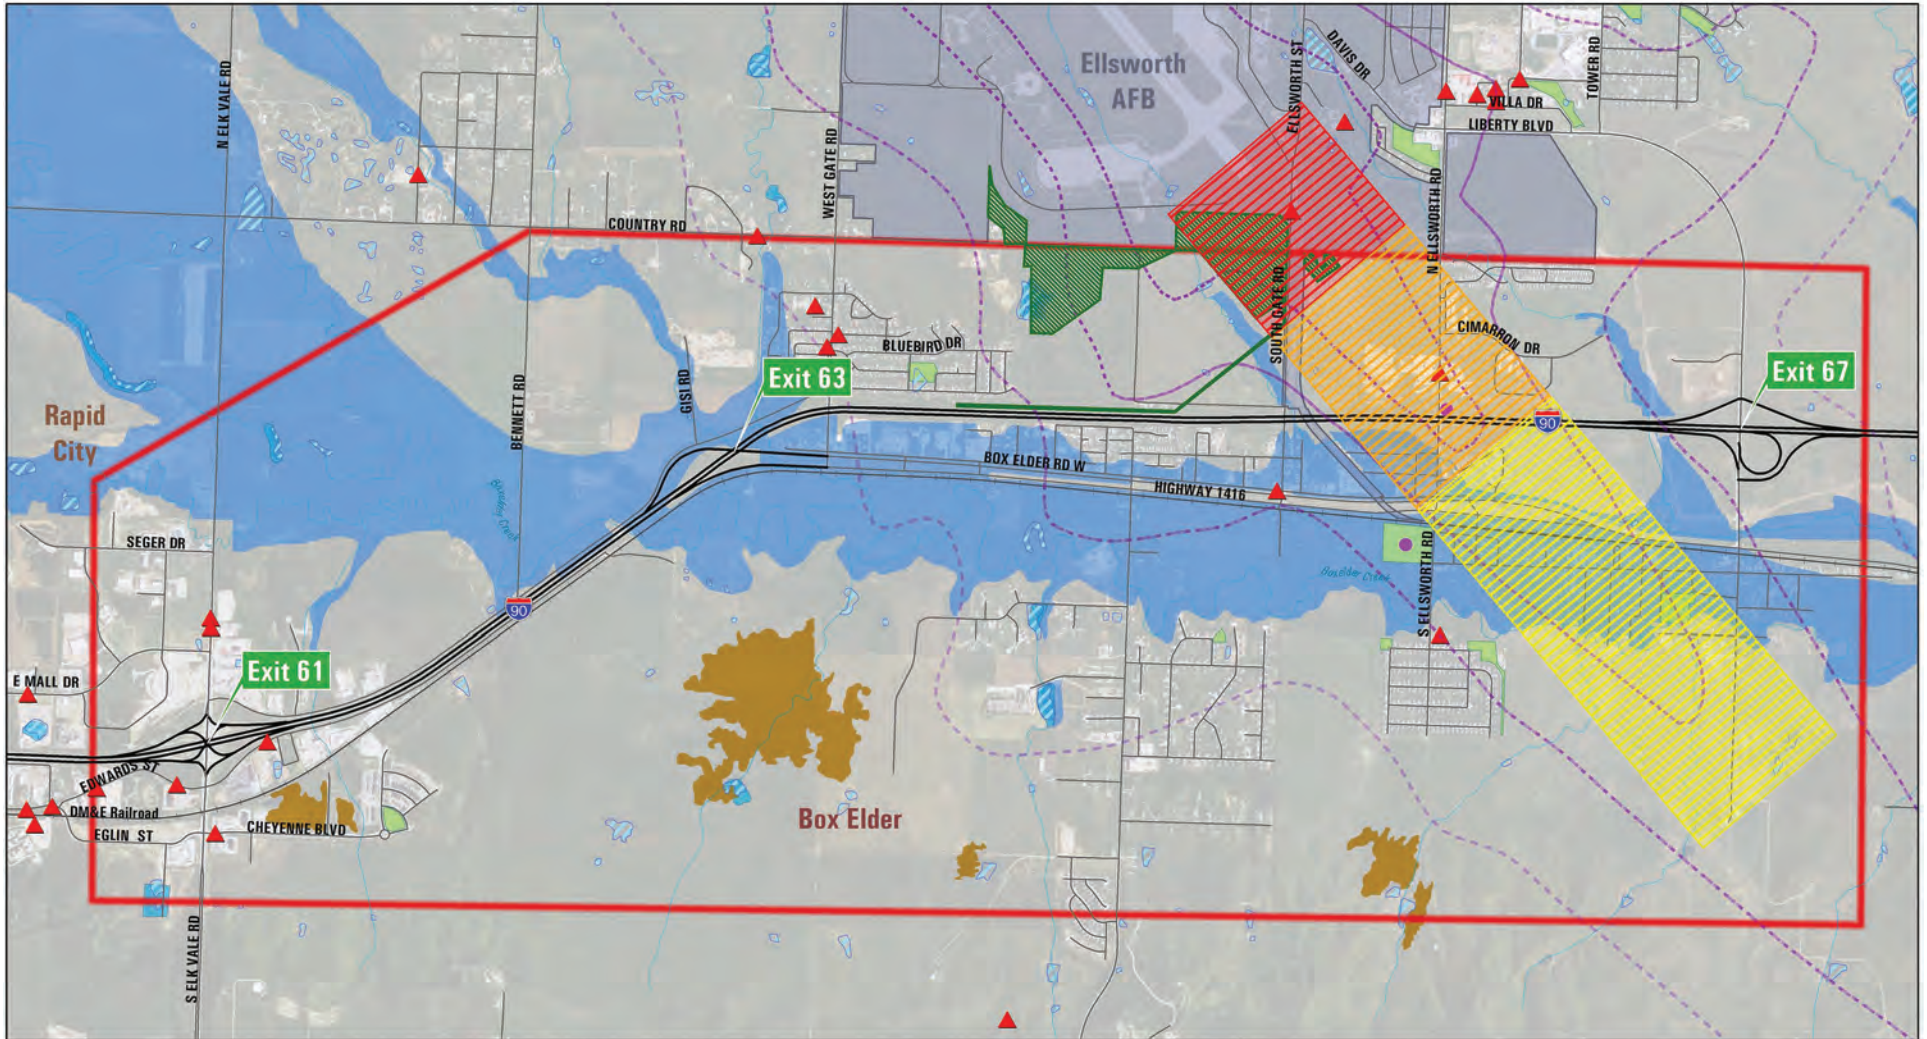 Ellsworth
AFB
N ELK VALE RD
ELLSWORTH ST
DAVIS DR
TOWER RD
VILLA DR
LIBERTY BLVD
WEST GATE RD
COUNTRY RD
N ELLSWORTH RD
SOUTH GATE RD
CIMARRON DR
BLUEBIRD DR
Exit 63
Exit 67
GISI RD
BENNETT RD
Rapid
City
90
BOX ELDER RD W
HIGHWAY 1416
SEGER DR
S ELLSWORTH RD
Boxelder Creek
90
Exit 61
E MALL DR
EDWARDS ST
DM&E Railroad
EGLIN ST
CHEYENNE BLVD
Box Elder
S ELK VALE RD